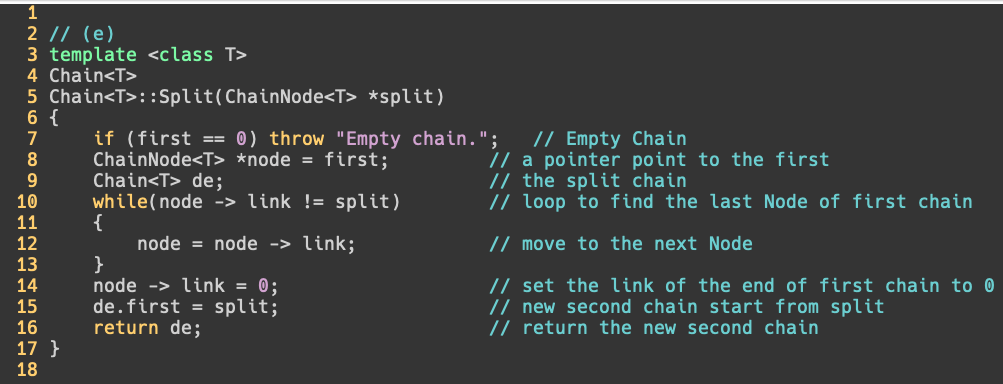 1
2 // (e)
3 template <class T>
4 Chain<T>
5 Chain<T>::Split(ChainNode<T> *split)
6 {
7     if (first == 0) throw "Empty chain.";   // Empty Chain
8     ChainNode<T> *node = first;         // a pointer point to the first
9     Chain<T> de;                        // the split chain
10     while(node -> link != split)        // loop to find the last Node of first chain
11     {
12         node = node -> link;            // move to the next Node
13     }
14     node -> link = 0;                   // set the link of the end of first chain to 0
15     de.first = split;                   // new second chain start from split
16     return de;                          // return the new second chain
17 }
18